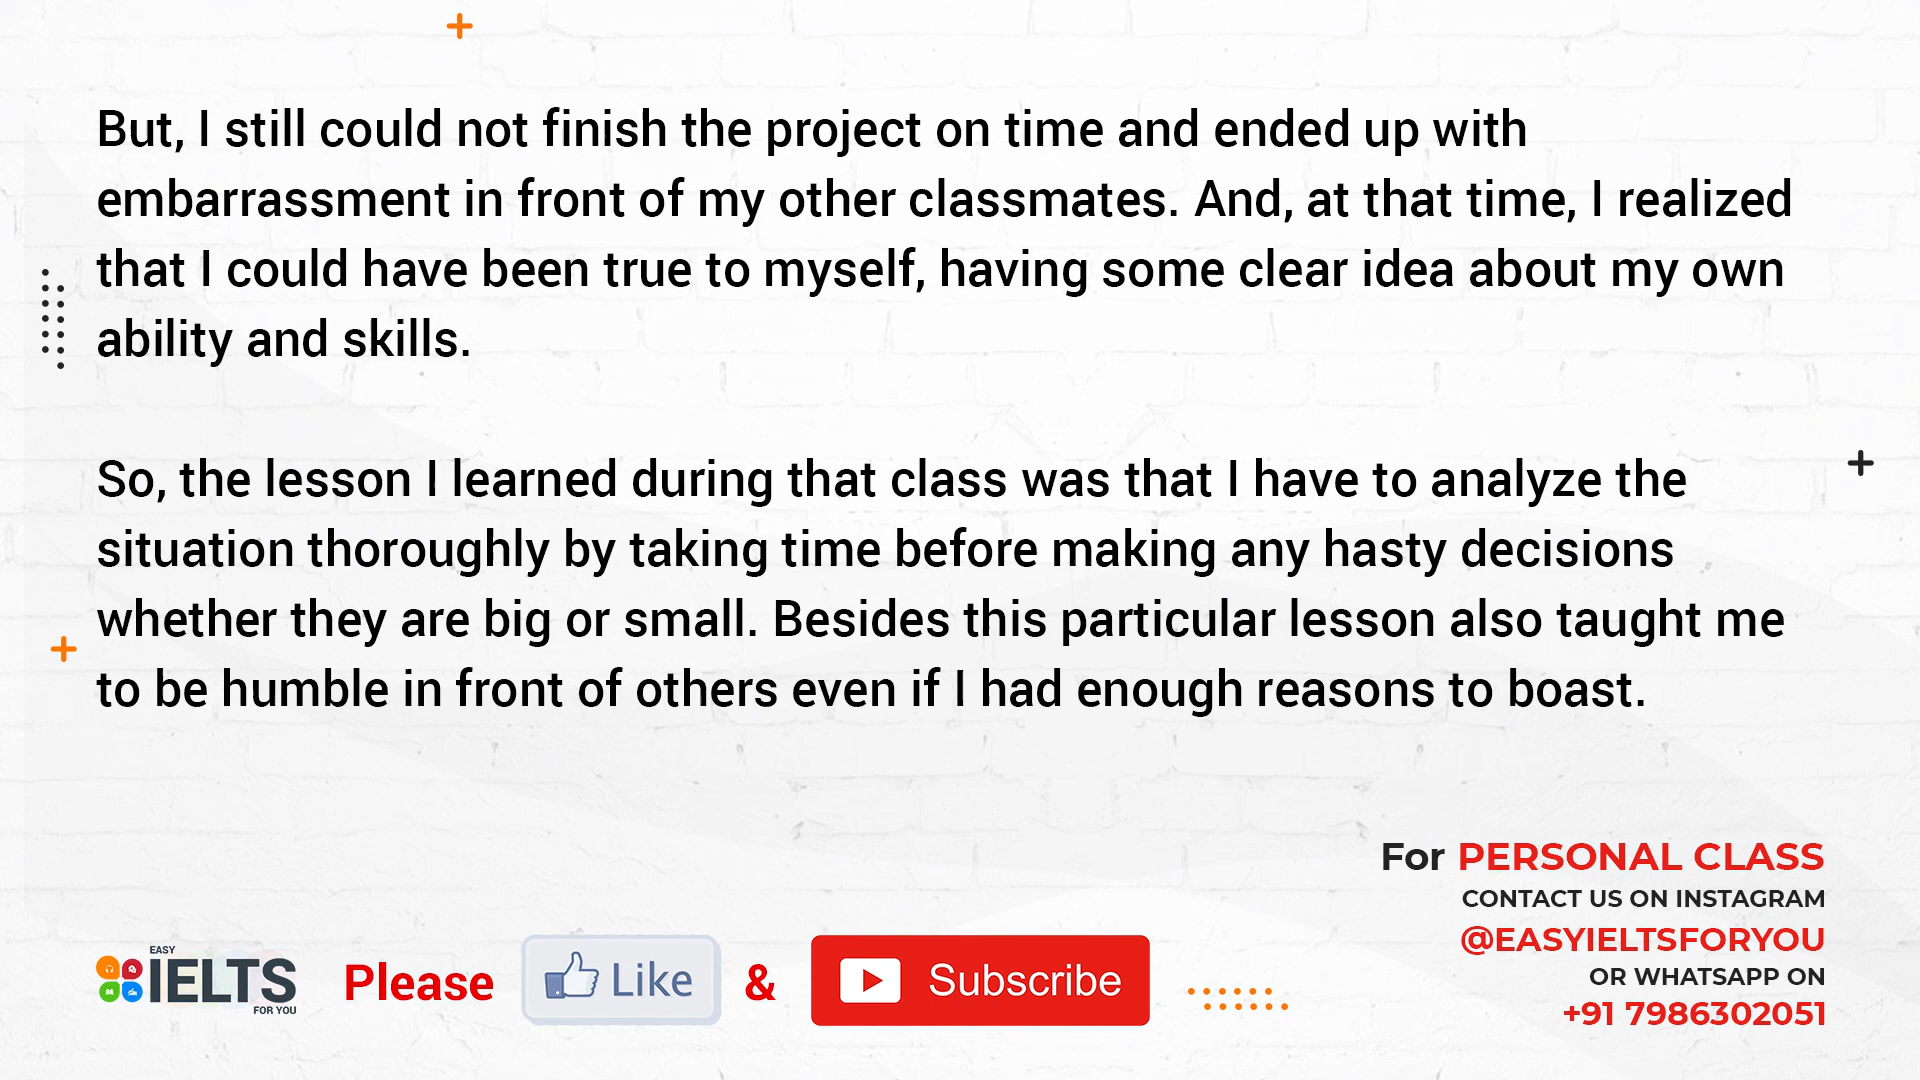 But, I still could not finish the project on time and ended up with
embarrassment in front of my other classmates. And, at that time, I realized
that I could have been true to myself, having some clear idea about my own
ability and skills.
So, the lesson I learned during that class was that I have to analyze the
situation thoroughly by taking time before making any hasty decisions
whether they are big or small. Besides this particular lesson also taught me
to be humble in front of others even if I had enough reasons to boast.
For PERSONAL CLASS
CONTACT US ON INSTAGRAM
@EASYIELTSFORYOU
OR WHATSAPP ON
+91 7986302051
EASY
IELTS
FOR YOU
Please Like & Subscribe